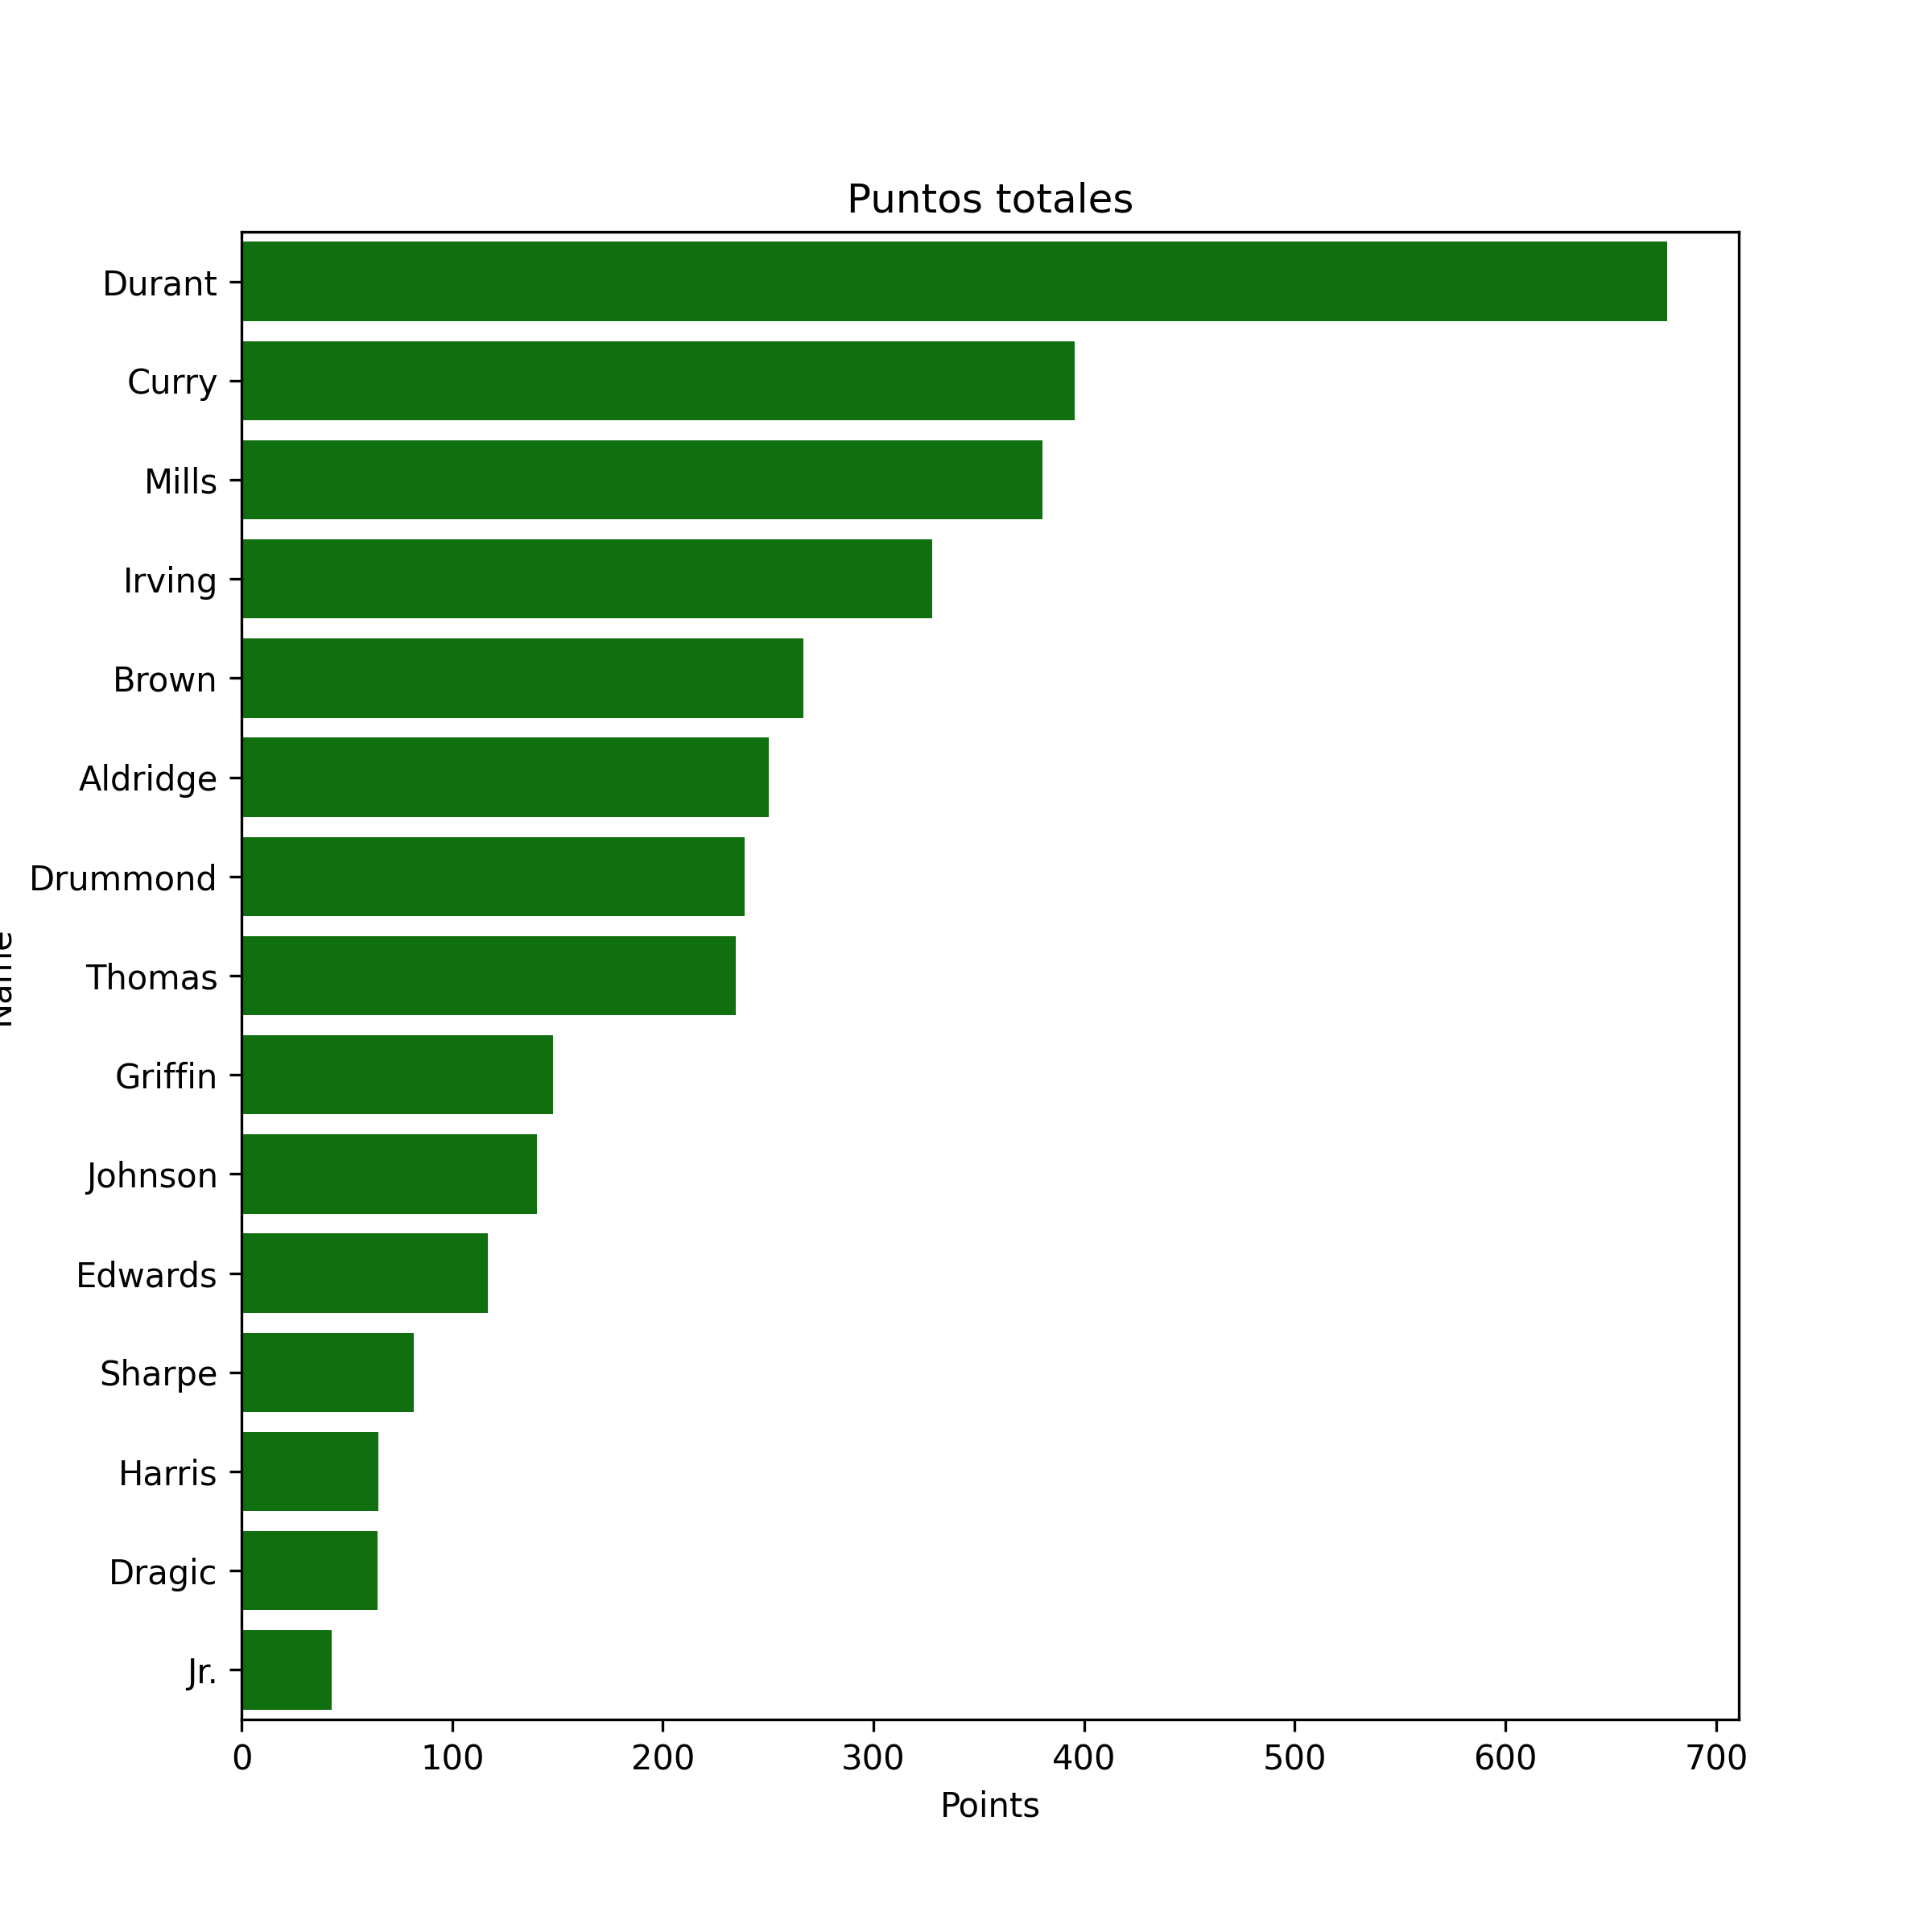 Puntos totales
Durant
Curry
Mills
Irving
Brown
Aldridge
Drummond
Thomas
Griffin
Johnson
Edwards
Sharpe
Harris
Dragic
Jr.
Name
0 100 200 300 400 500 600 700
Points